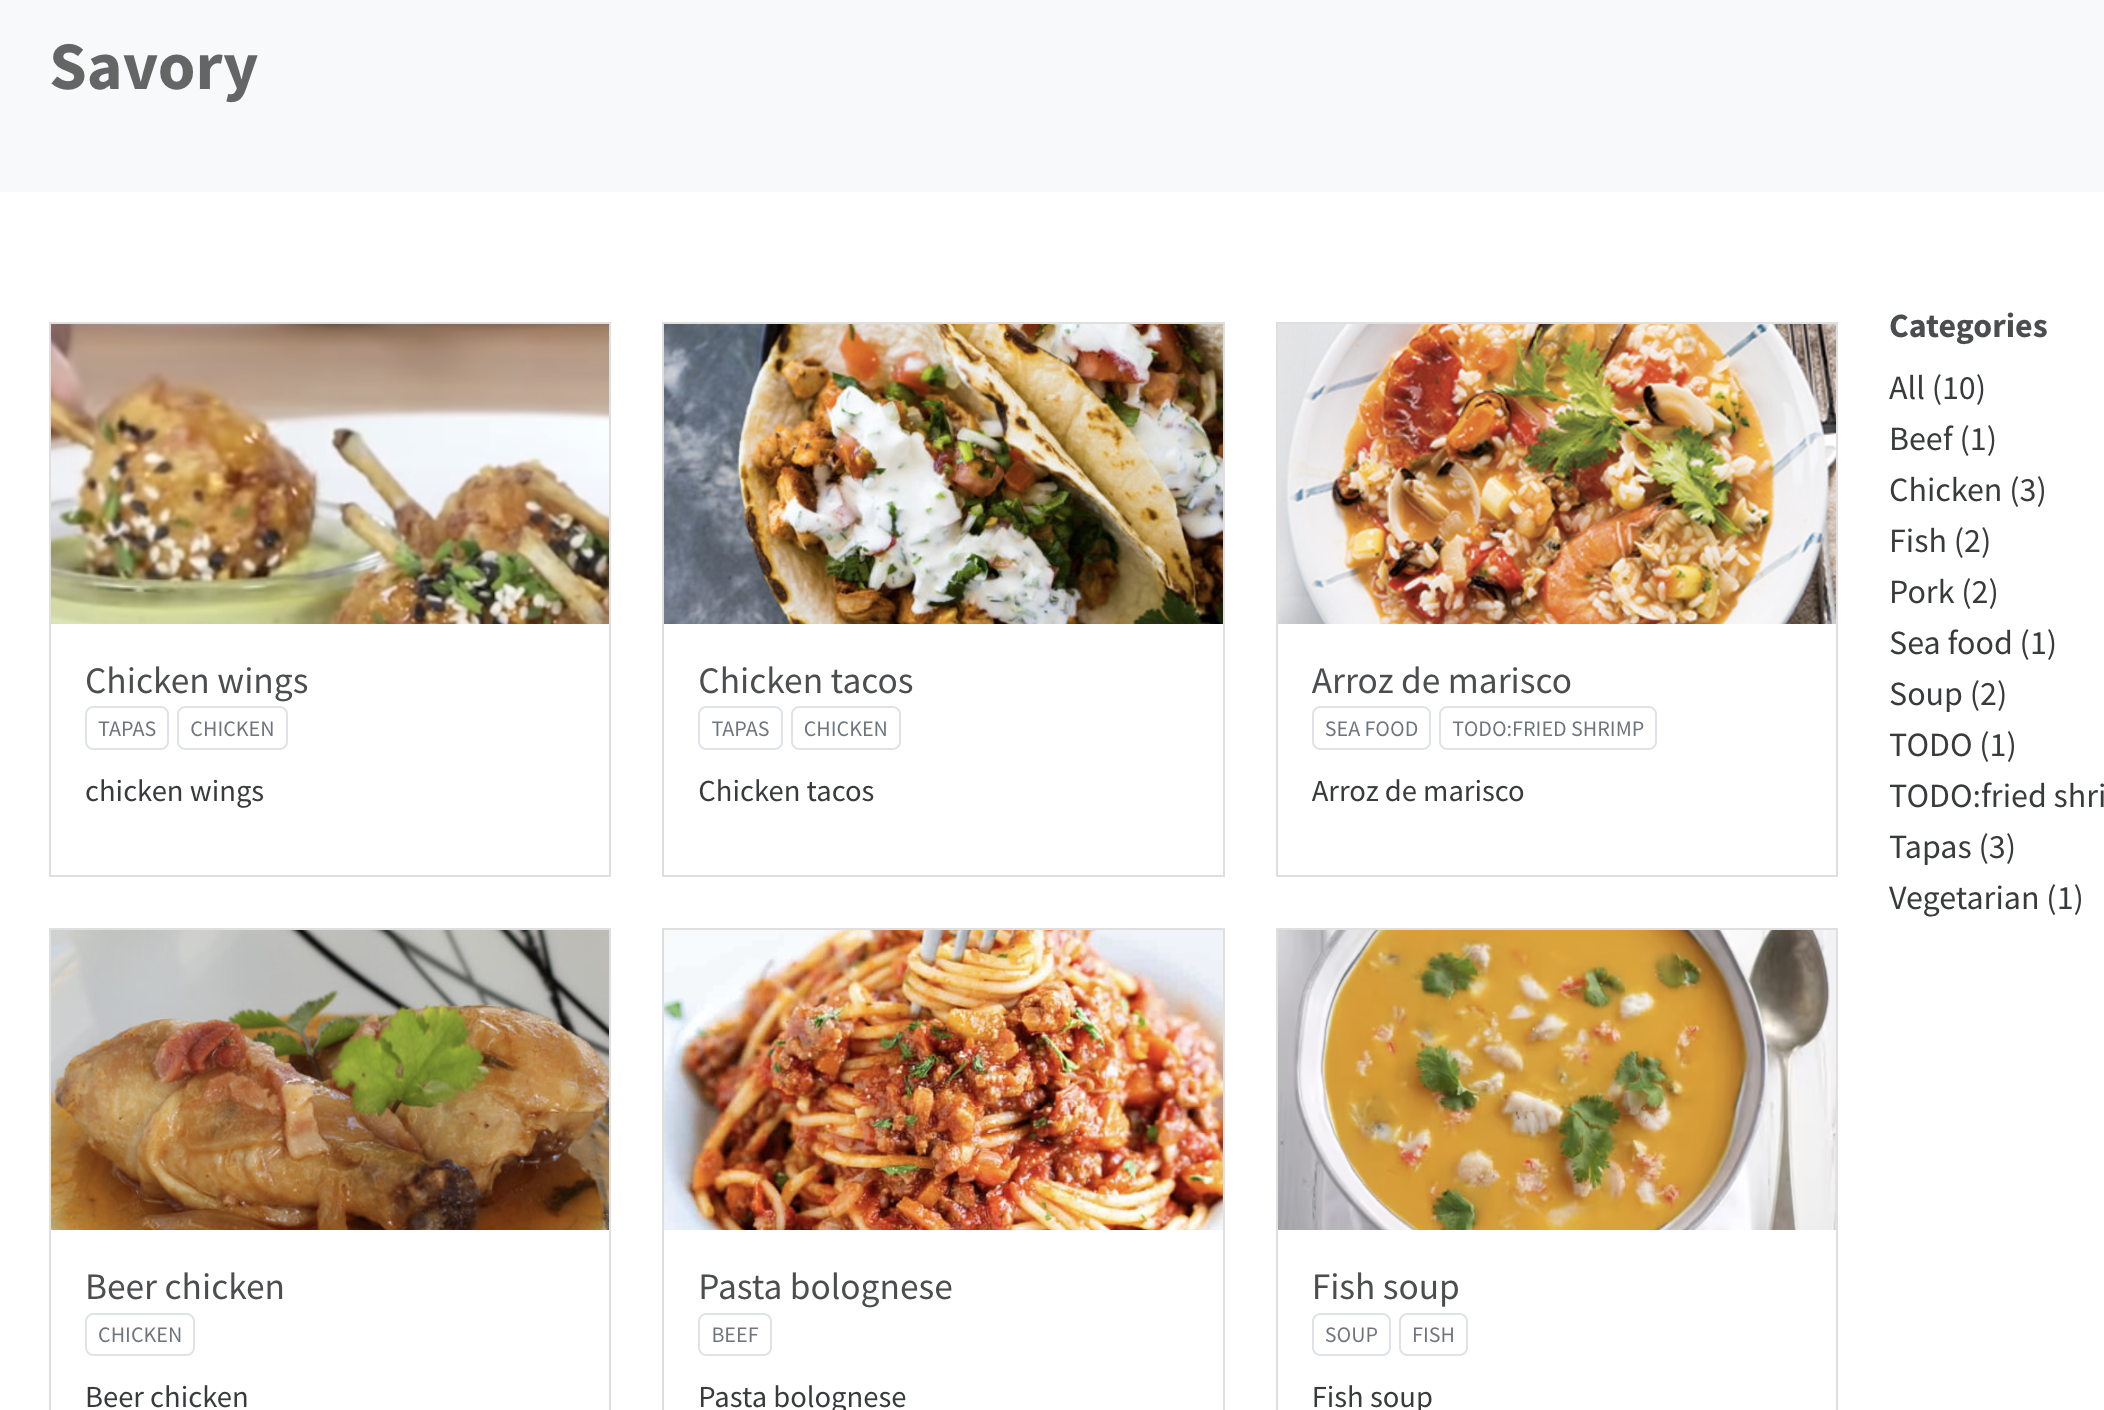 Savory
Chicken wings
TAPAS CHICKEN
chicken wings
Chicken tacos
TAPAS CHICKEN
Chicken tacos
Arroz de marisco
SEA FOOD TODO:FRIED SHRIMP
Arroz de marisco
Beer chicken
CHICKEN
Beer chicken
Pasta bolognese
BEEF
Pasta bolognese
Fish soup
SOUP FISH
Fish soup
Categories
All (10)
Beef (1)
Chicken (3)
Fish (2)
Pork (2)
Sea food (1)
Soup (2)
TODO (1)
TODO:fried shri
Tapas (3)
Vegetarian (1)